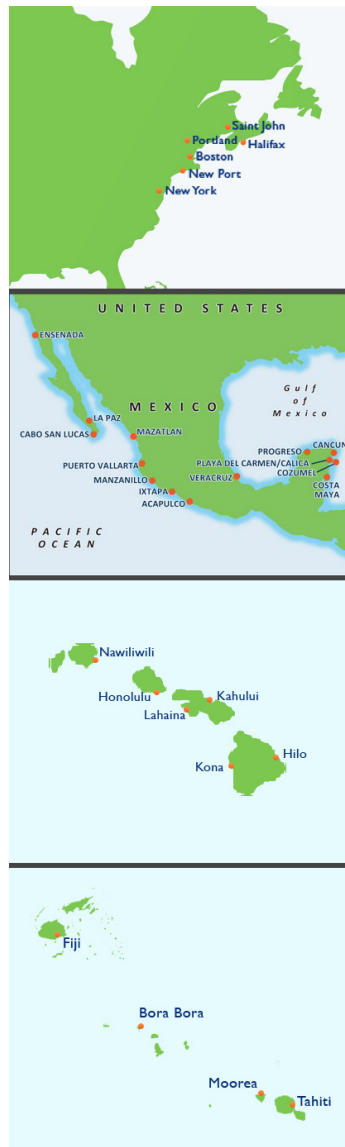 Saint John
Portland
Halifax
Boston
New Port
New York
UNITED STATES
ENSENADA
Gulf
of
Mexico
MEXICO
LA PAZ
CABO SAN LUCAS
MAZATLAN
PROGRESO
CANCUN
PLAYA DEL CARMEN/CALICA
COZUMEL
PUERTO VALLARTA
MANZANILLO
VERACRUZ
COSTA
MAYA
IXTAPA
ACAPULCO
PACIFIC
OCEAN
Nawiliwili
Honolulu
Kahului
Lahaina
Hilo
Kona
Fiji
Bora Bora
Moorea
Tahiti